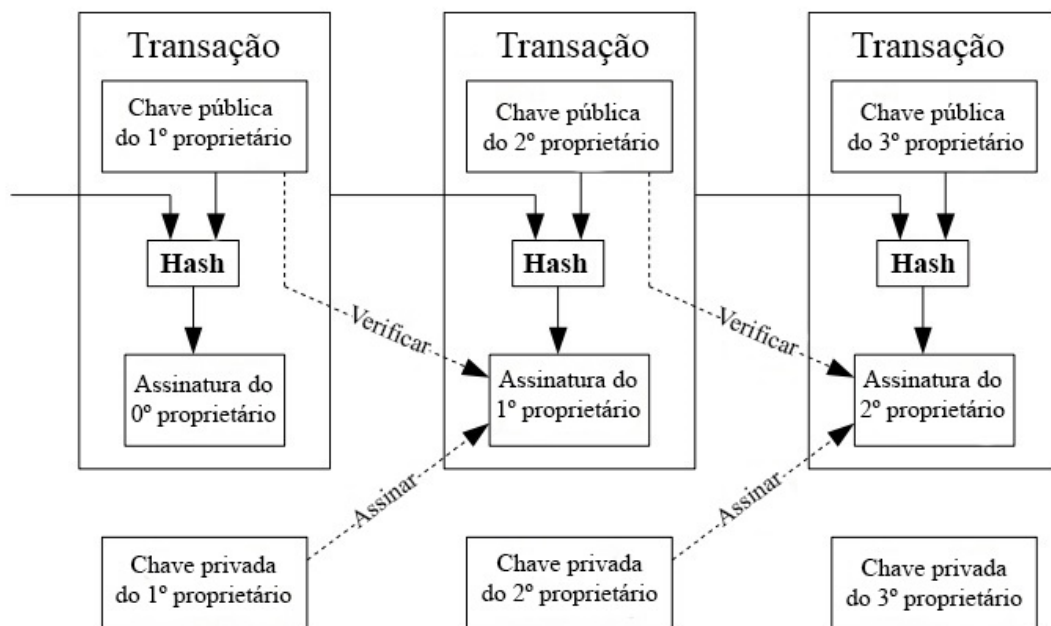 Transação
Chave pública
do 1º proprietário
Hash
Assinatura do
0º proprietário
Transação
Chave pública
do 2º proprietário
Hash
Verificar
Assinatura do
1º proprietário
Transação
Chave pública
do 3º proprietário
Hash
Verificar
Assinatura do
2º proprietário
Assinar
Assinar
Chave privada
do 1º proprietário
Chave privada
do 2º proprietário
Chave privada
do 3º proprietário